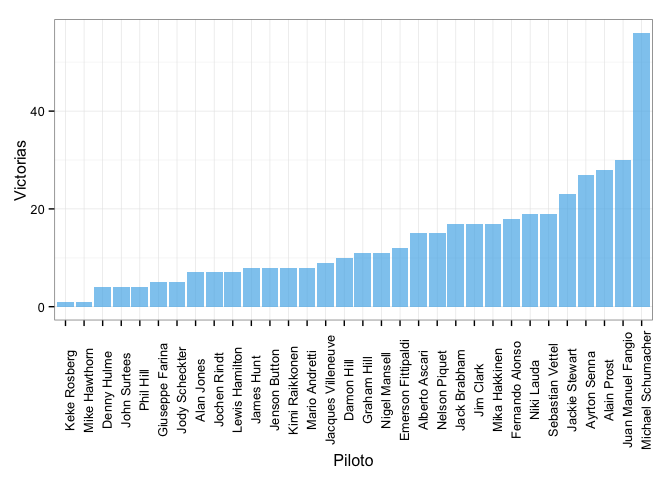 Victorias
40
20
0
Keke Rosberg
Mike Hawthorn
Denny Hulme
John Surtees
Phil Hill
Giuseppe Farina
Jody Scheckter
Alan Jones
Jochen Rindt
Lewis Hamilton
James Hunt
Jenson Button
Kimi Raikkonen
Mario Andretti
Jacques Villeneuve
Damon Hill
Graham Hill
Nigel Mansell
Emerson Fittipaldi
Alberto Ascari
Nelson Piquet
Jack Brabham
Jim Clark
Mika Hakkinen
Fernando Alonso
Niki Lauda
Sebastian Vettel
Jackie Stewart
Ayrton Senna
Alain Prost
Juan Manuel Fangio
Michael Schumacher
Piloto